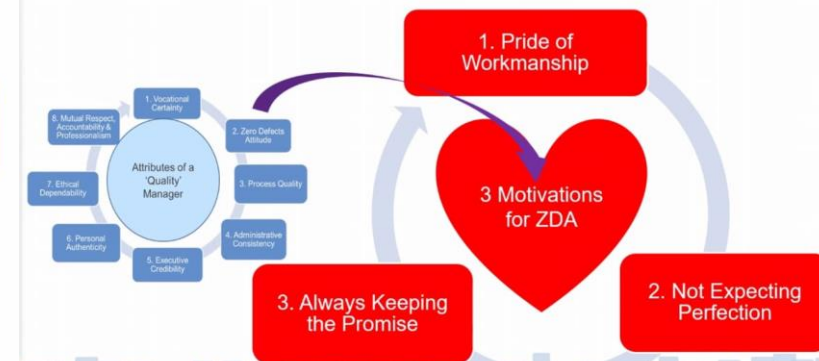 1. Vocational
Certainty
2. Zero Defects
Attitude
3. Process Quality
4. Administrative
Consistency
5. Executive
Credibility
6. Personal
Authenticity
7. Ethical
Dependability
8. Mutual Respect,
Accountability &
Professionalism
Attributes of a
'Quality'
Manager
1. Pride of
Workmanship
3 Motivations
for ZDA
2. Not Expecting
Perfection
3. Always Keeping
the Promise